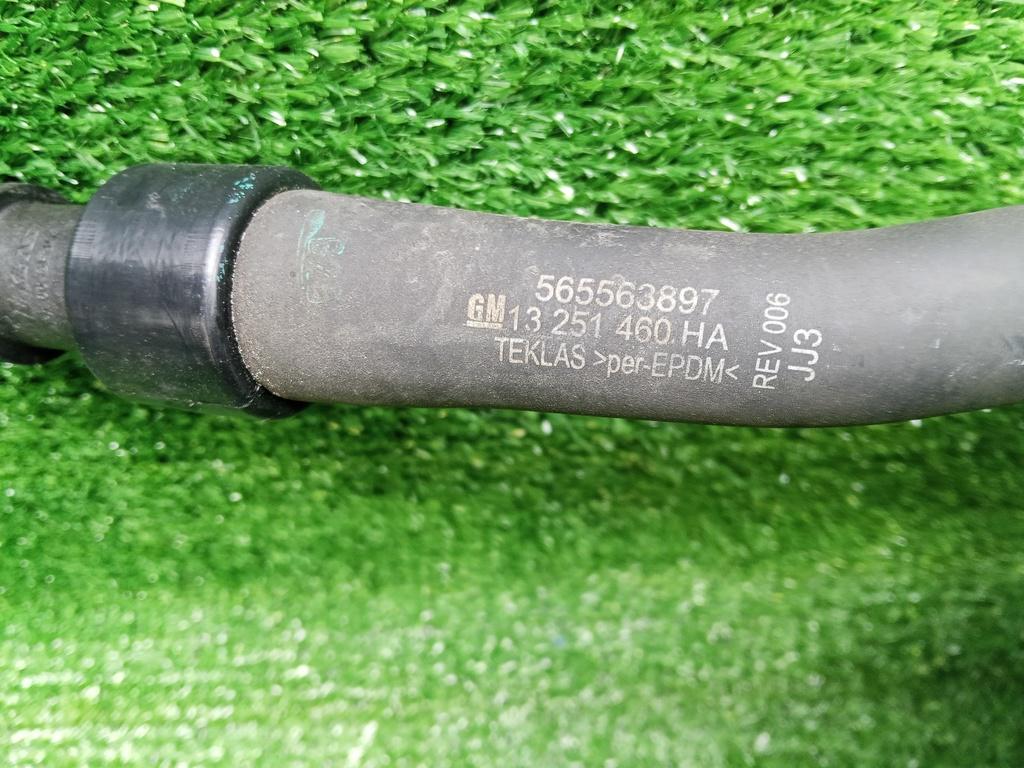 565563897
GM 13 251 460 HA
TEKLAS >per-EPDM<
REV 006
JJ3